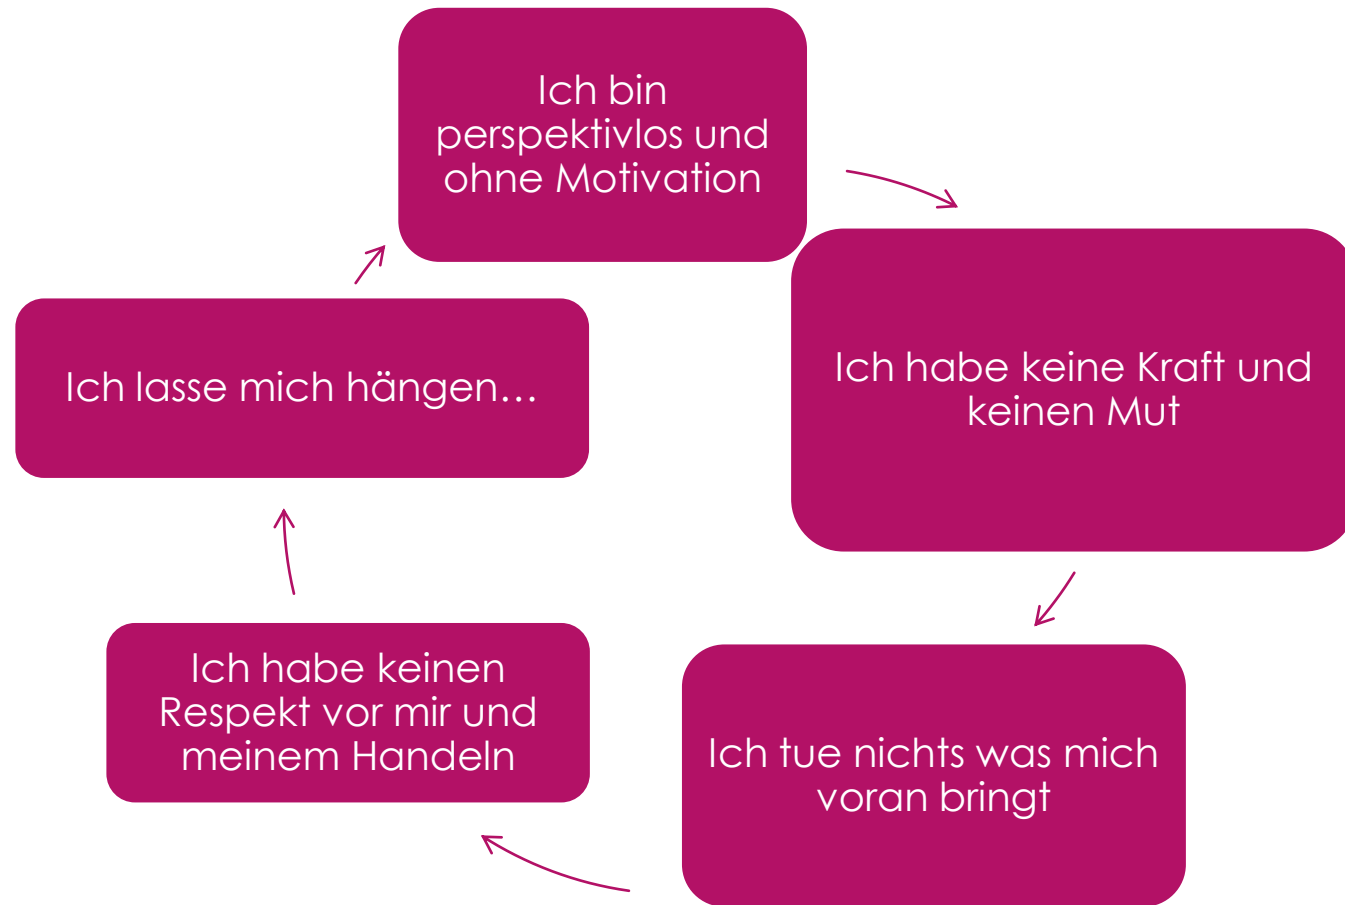 Ich bin
perspektivlos und
ohne Motivation
Ich habe keine Kraft und
keinen Mut
Ich tue nichts was mich
voran bringt
Ich habe keinen
Respekt vor mir und
meinem Handeln
Ich lasse mich hängen…